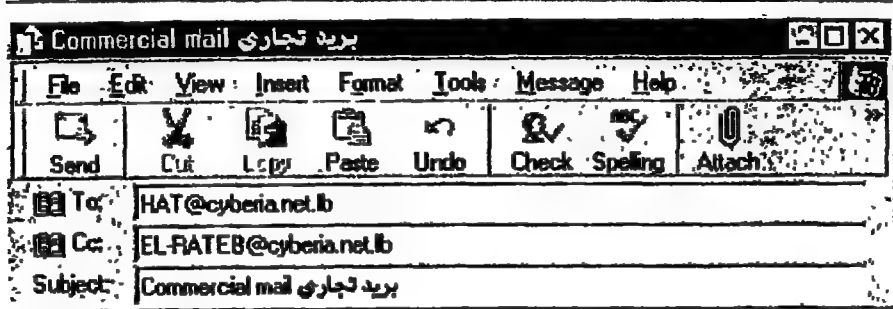 Commercial mail بريد تجاري
File Edit View Insert Format Tools Message Help
Send Cut Copy Paste Undo Check Spelling Attach
To: HAT@cyberia.net.lb
Cc: EL-RATEB@cyberia.net.lb
Subject: Commercial mail بريد تجاري